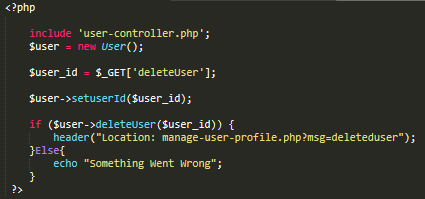 <?php
include 'user-controller.php';
$user = new User();
$user_id = $_GET['deleteUser'];
$user->setuserId($user_id);
if ($user->deleteUser($user_id)) {
header("Location: manage-user-profile.php?msg=deleteduser");
}Else{
echo "Something Went Wrong";
}
?>